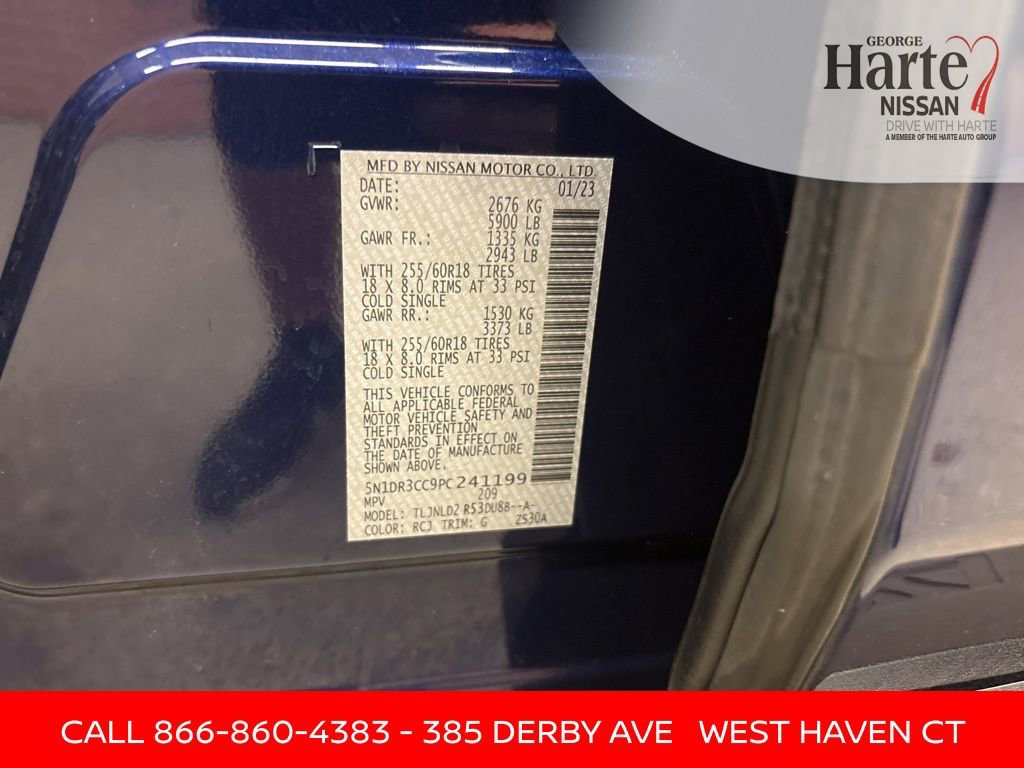 GEORGE
Harte
NISSAN
DRIVE WITH HARTE
A MEMBER OF THE HARTE AUTO GROUP
MFD BY NISSAN MOTOR CO., LTD.
DATE: 01/23
GVWR: 2676 KG
5900 LB
GAWR FR.: 1335 KG
2943 LB
WITH 255/60R18 TIRES
18 X 8.0 RIMS AT 33 PSI
COLD SINGLE
GAWR RR.: 1530 KG
3373 LB
WITH 255/60R18 TIRES
18 X 8.0 RIMS AT 33 PSI
COLD SINGLE
THIS VEHICLE CONFORMS TO
ALL APPLICABLE FEDERAL
MOTOR VEHICLE SAFETY AND
THEFT PREVENTION
STANDARDS IN EFFECT ON
THE DATE OF MANUFACTURE
SHOWN ABOVE.
5N1DR3CC9PC241199
MPV 209
MODEL: TLJNLD2 R53DU88--A-
COLOR: RCJ TRIM: G ZS30A
CALL 866-860-4383 - 385 DERBY AVE WEST HAVEN CT